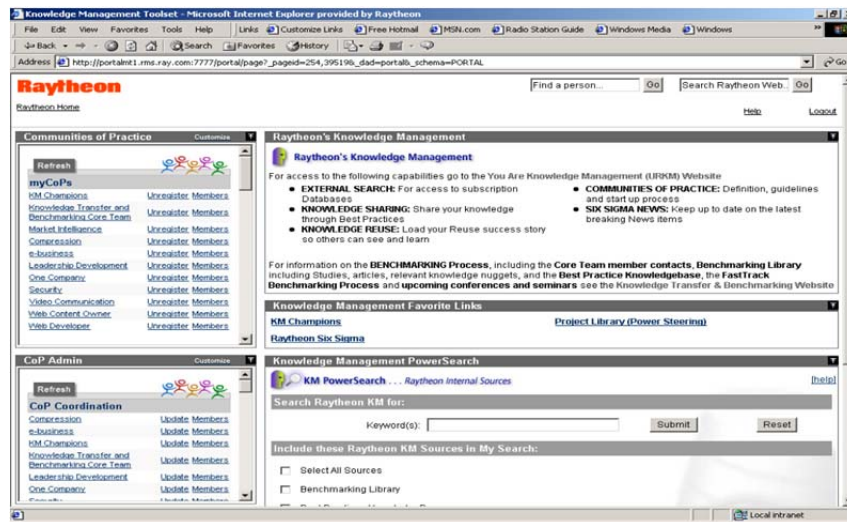 Knowledge Management Toolset - Microsoft Internet Explorer provided by Raytheon
File Edit View Favorites Tools Help Links Customize Links Free Hotmail MSN.com Radio Station Guide Windows Media Windows
Back Search Favorites History
Address http://portalmt1.rms.ray.com:7777/portal/page?_pageid=254,39519&_dad=portal&_schema=PORTAL Go
Raytheon
Find a person... Go Search Raytheon Web. Go
Raytheon Home
Help Logout
Communities of Practice Customize
Refresh
myCoPs
KM Champions Unregister Members
Knowledge Transfer and Benchmarking Core Team Unregister Members
Market Intelligence Unregister Members
Compression Unregister Members
e-business Unregister Members
Leadership Development Unregister Members
One Company Unregister Members
Security Unregister Members
Video Communication Unregister Members
Web Content Owner Unregister Members
Web Developer Unregister Members
Raytheon's Knowledge Management
Raytheon's Knowledge Management
For access to the following capabilities go to the You Are Knowledge Management (URKM) Website
• EXTERNAL SEARCH: For access to subscription
Databases
• KNOWLEDGE SHARING: Share your knowledge
through Best Practices
• KNOWLEDGE REUSE: Load your Reuse success story
so others can see and learn
• COMMUNITIES OF PRACTICE: Definition, guidelines
and start up process
• SIX SIGMA NEWS: Keep up to date on the latest
breaking News items
For information on the BENCHMARKING Process, including the Core Team member contacts, Benchmarking Library
including Studies, articles, relevant knowledge nuggets, and the Best Practice Knowledgebase, the FastTrack
Benchmarking Process and upcoming conferences and seminars see the Knowledge Transfer & Benchmarking Website
Knowledge Management Favorite Links
KM Champions Project Library (Power Steering)
Raytheon Six Sigma
CoP Admin Customize
Refresh
CoP Coordination
Compression Update Members
e-business Update Members
KM Champions Update Members
Knowledge Transfer and Benchmarking Core Team Update Members
Leadership Development Update Members
One Company Update Members
Knowledge Management PowerSearch
KM PowerSearch . . . Raytheon Internal Sources [help]
Search Raytheon KM for:
Keyword(s): Submit Reset
Include these Raytheon KM Sources in My Search:
Select All Sources
Benchmarking Library
Local intranet